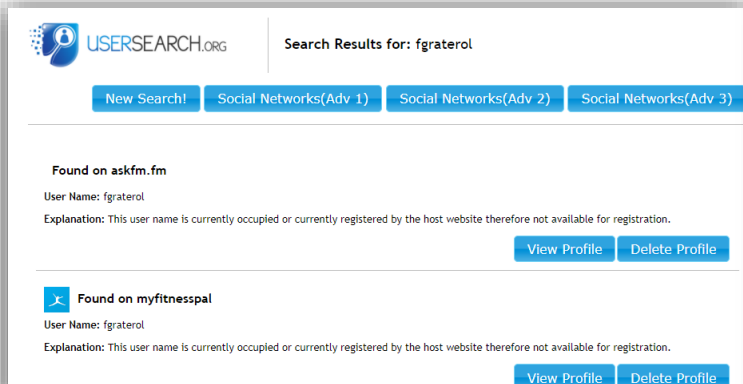 USERSEARCH.ORG
Search Results for: fgraterol
New Search! Social Networks(Adv 1) Social Networks(Adv 2) Social Networks(Adv 3)
Found on askfm.fm
User Name: fgraterol
Explanation: This user name is currently occupied or currently registered by the host website therefore not available for registration.
View Profile Delete Profile
Found on myfitnesspal
User Name: fgraterol
Explanation: This user name is currently occupied or currently registered by the host website therefore not available for registration.
View Profile Delete Profile